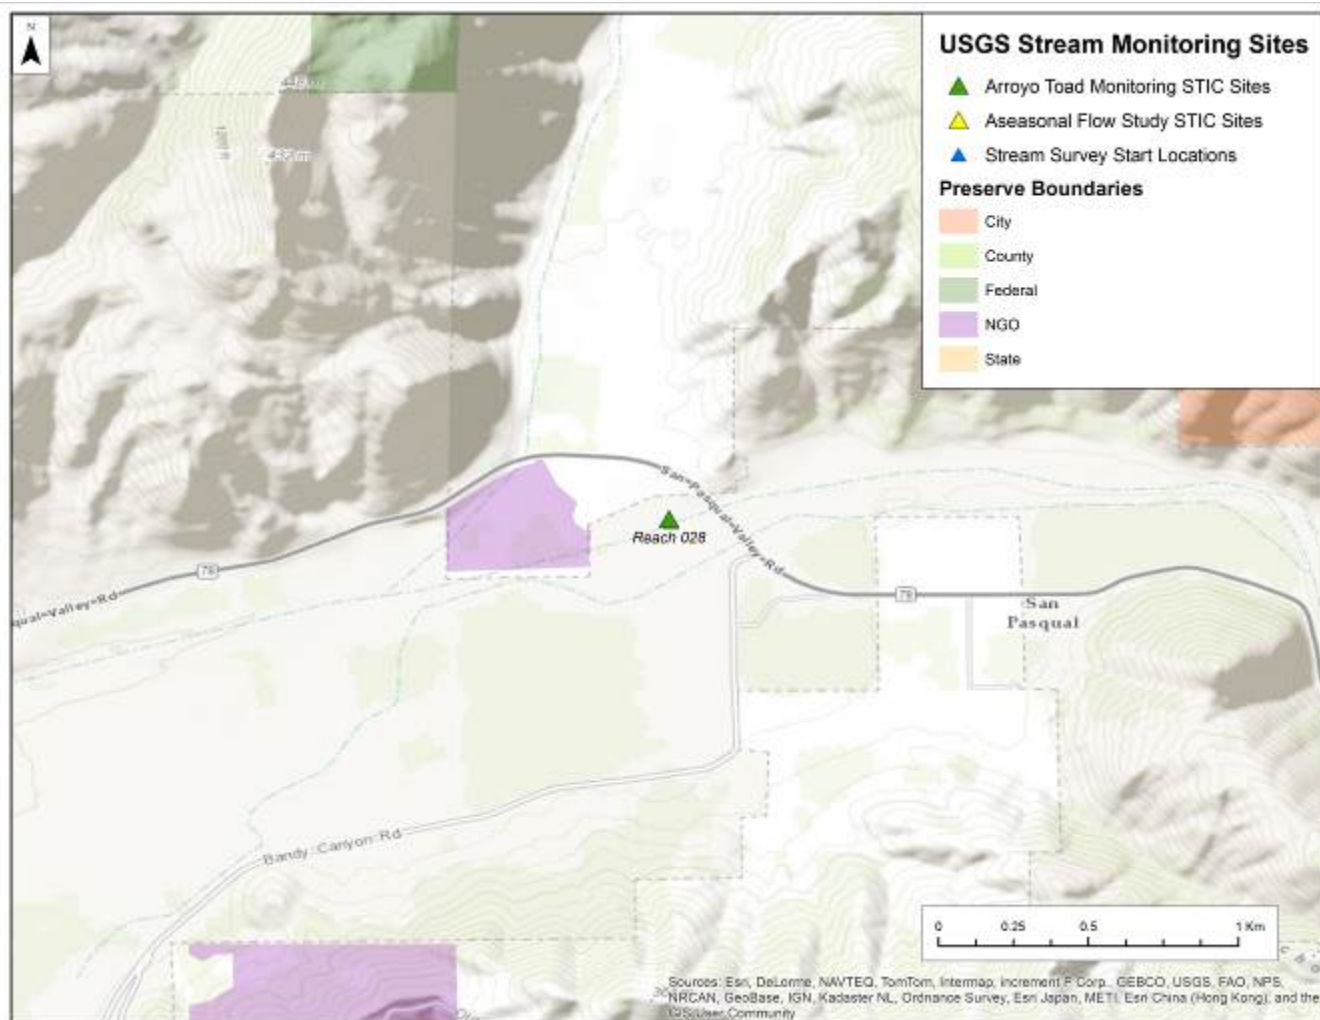 N
USGS Stream Monitoring Sites
Arroyo Toad Monitoring STIC Sites
Aseasonal Flow Study STIC Sites
Stream Survey Start Locations
Preserve Boundaries
City
County
Federal
NGO
State
San Pasqual Valley Rd
Reach 028
78
qual Valley Rd
78
San
Pasqual
Bandy Canyon Rd
0 0.25 0.5 1 Km
Sources: Esri, DeLorme, NAVTEQ, TomTom, Intermap, increment P Corp., GEBCO, USGS, FAO, NPS,
NRCAN, GeoBase, IGN, Kadaster NL, Ordnance Survey, Esri Japan, METI, Esri China (Hong Kong), and the
GIS User Community